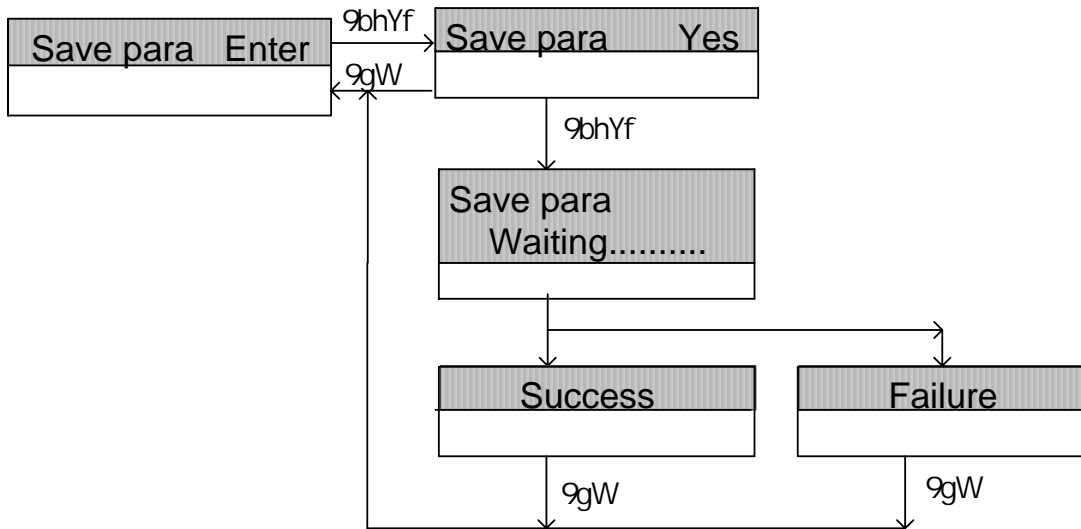 9bhYf
Save para Enter
Save para Yes
9gW
9bhYf
Save para
Waiting..........
Success
Failure
9gW
9gW